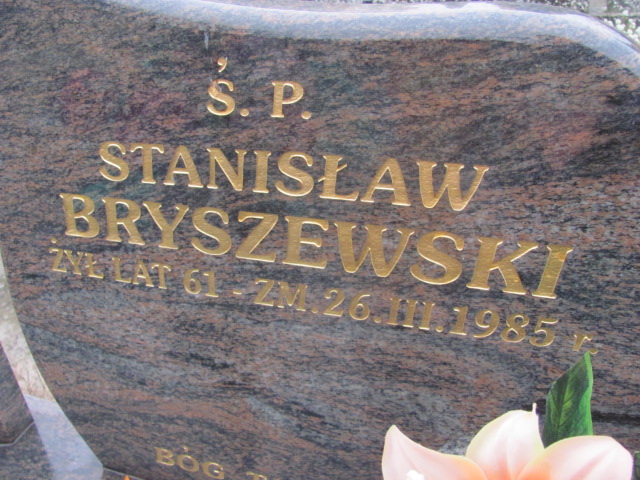 Ś. P.
STANISŁAW
BRYSZEWSKI
ŻYŁ LAT 61 - ZM. 26.III.1985 r.
BÓG